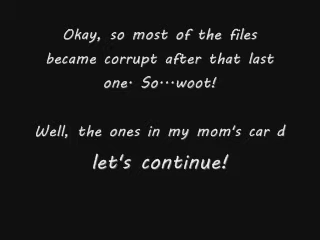 Okay, so most of the files
became corrupt after that last
one. So...woot!
Well, the ones in my mom's car d
let's continue!